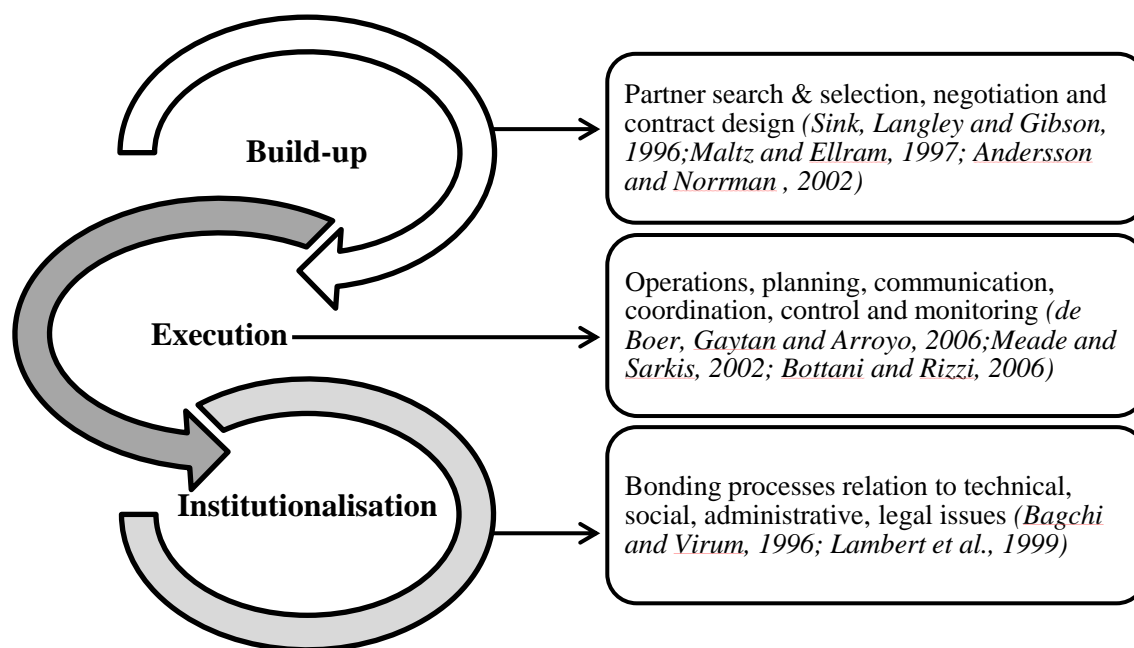 Build-up
Partner search & selection, negotiation and
contract design (Sink, Langley and Gibson,
1996;Maltz and Ellram, 1997; Andersson
and Norrman , 2002)
Execution
Operations, planning, communication,
coordination, control and monitoring (de
Boer, Gaytan and Arroyo, 2006;Meade and
Sarkis, 2002; Bottani and Rizzi, 2006)
Institutionalisation
Bonding processes relation to technical,
social, administrative, legal issues (Bagchi
and Virum, 1996; Lambert et al., 1999)